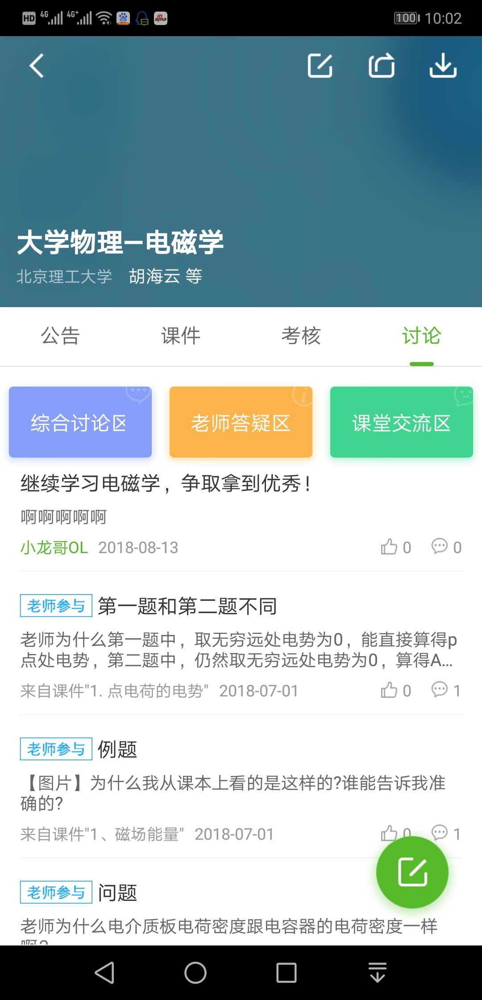 HD 4G 4G+ 100 10:02
大学物理—电磁学
北京理工大学 胡海云 等
公告 课件 考核 讨论
综合讨论区 老师答疑区 课堂交流区
继续学习电磁学，争取拿到优秀！
啊啊啊啊啊
小龙哥OL 2018-08-13 0 0
老师参与 第一题和第二题不同
老师为什么第一题中，取无穷远处电势为0，能直接算得p
点处电势，第二题中，仍然取无穷远处电势为0，算得A...
来自课件"1. 点电荷的电势" 2018-07-01 0 1
老师参与 例题
【图片】为什么我从课本上看的是这样的?谁能告诉我准
确的?
来自课件"1、磁场能量" 2018-07-01 0 1
老师参与 问题
老师为什么电介质板电荷密度跟电容器的电荷密度一样
啊?